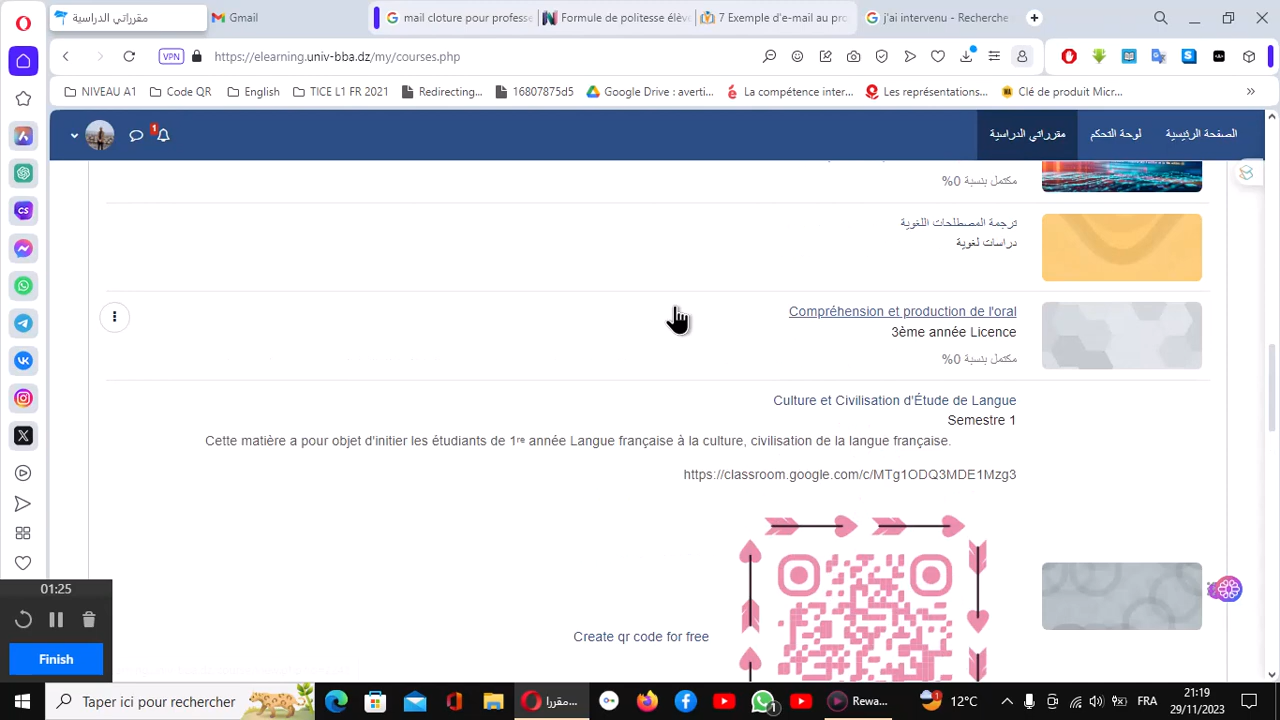 مقرراتي الدراسية
Gmail
mail cloture pour professe
Formule de politesse élèv
7 Exemple d'e-mail au pro
j'ai intervenu - Recherche
VPN
https://elearning.univ-bba.dz/my/courses.php
NIVEAU A1
Code QR
English
TICE L1 FR 2021
Redirecting...
16807875d5
Google Drive : averti...
La compétence inter...
Les représentations...
Clé de produit Micr...
الصفحة الرئيسية
لوحة التحكم
مقرراتي الدراسية
1
مكتمل بنسبة 0%
ترجمة المصطلحات اللغوية
دراسات لغوية
Compréhension et production de l'oral
3ème année Licence
مكتمل بنسبة 0%
Culture et Civilisation d'Étude de Langue
Semestre 1
Cette matière a pour objet d'initier les étudiants de 1re année Langue française à la culture, civilisation de la langue française.
https://classroom.google.com/c/MTg1ODQ3MDE1Mzg3
Create qr code for free
01:25
Finish
Taper ici pour rechercher
مقررا...
Rewa...
1
12°C
FRA
21:19
29/11/2023